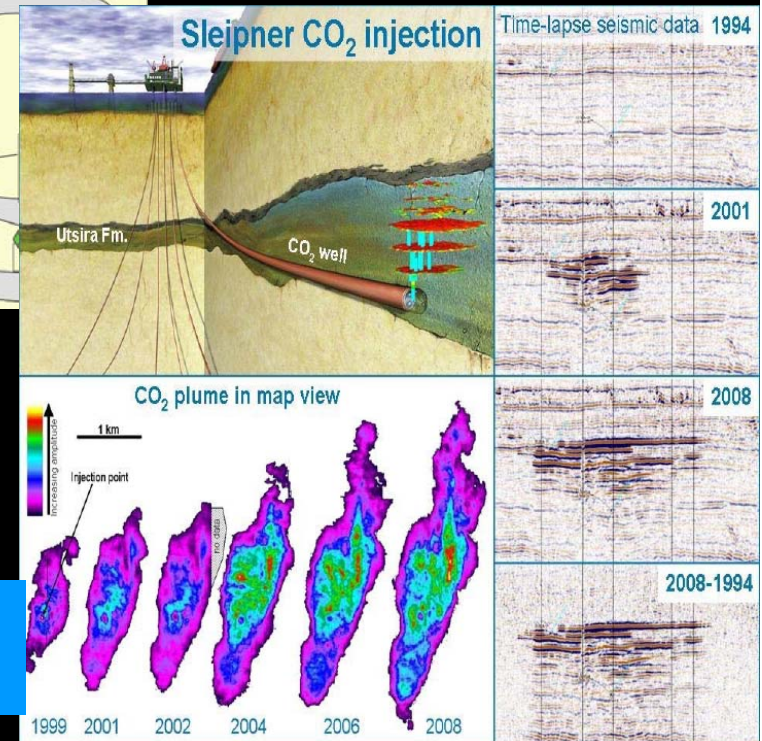 Sleipner CO₂ injection
Utsira Fm.
CO₂ well
Time-lapse seismic data 1994
2001
2008
2008-1994
CO₂ plume in map view
Increasing amplitude
1 km
Injection point
no data
1999 2001 2002 2004 2006 2008